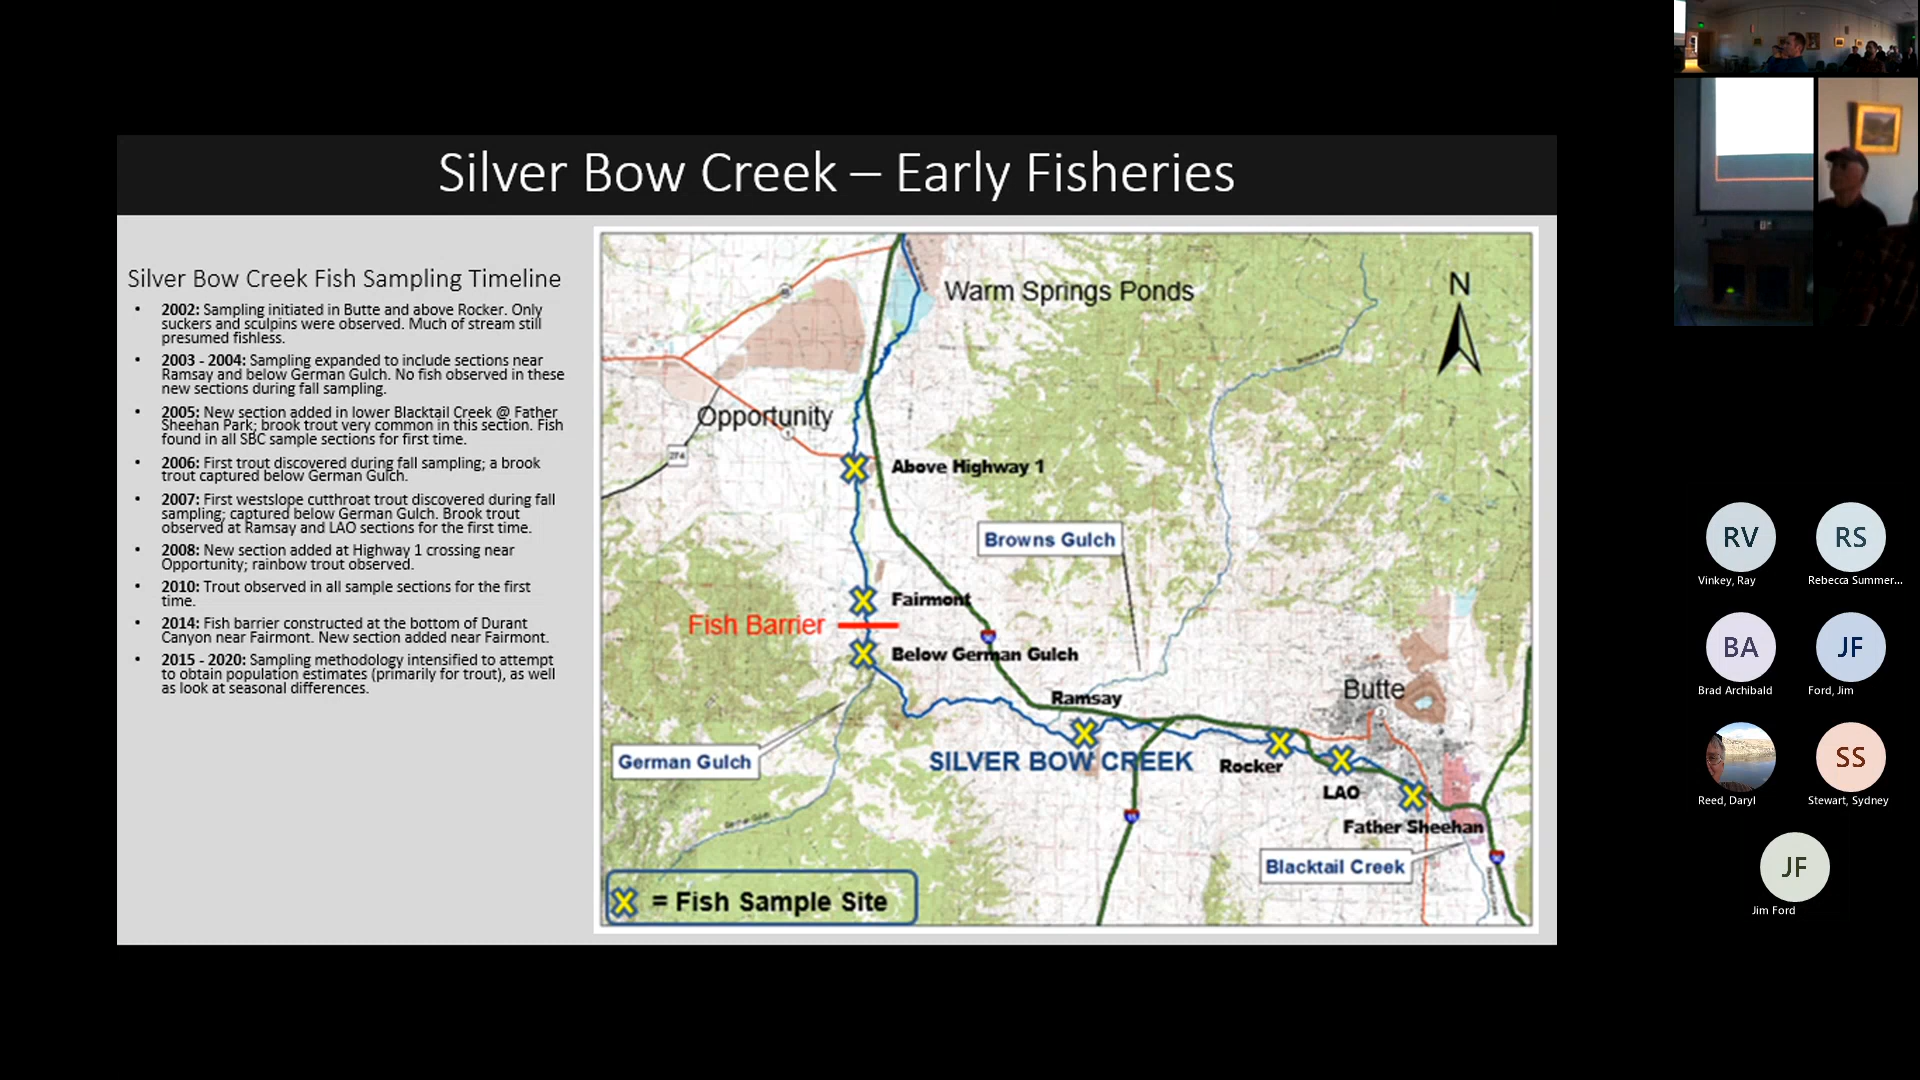 Silver Bow Creek – Early Fisheries
Silver Bow Creek Fish Sampling Timeline
• 2002: Sampling initiated in Butte and above Rocker. Only
suckers and sculpins were observed. Much of stream still
presumed fishless.
• 2003 - 2004: Sampling expanded to include sections near
Ramsay and below German Gulch. No fish observed in these
new sections during fall sampling.
• 2005: New section added in lower Blacktail Creek @ Father
Sheehan Park; brook trout very common in this section. Fish
found in all SBC sample sections for first time.
• 2006: First trout discovered during fall sampling; a brook
trout captured below German Gulch.
• 2007: First westslope cutthroat trout discovered during fall
sampling; captured below German Gulch. Brook trout
observed at Ramsay and LAO sections for the first time.
• 2008: New section added at Highway 1 crossing near
Opportunity; rainbow trout observed.
• 2010: Trout observed in all sample sections for the first
time.
• 2014: Fish barrier constructed at the bottom of Durant
Canyon near Fairmont. New section added near Fairmont.
• 2015 - 2020: Sampling methodology intensified to attempt
to obtain population estimates (primarily for trout), as well
as look at seasonal differences.
Warm Springs Ponds
N
Opportunity
274
Above Highway 1
Browns Gulch
Fairmont
Fish Barrier
Below German Gulch
Butte
Ramsay
German Gulch
SILVER BOW CREEK
Rocker
LAO
Father Sheehan
Blacktail Creek
= Fish Sample Site
RV
Vinkey, Ray
RS
Rebecca Summer...
BA
Brad Archibald
JF
Ford, Jim
Reed, Daryl
SS
Stewart, Sydney
JF
Jim Ford